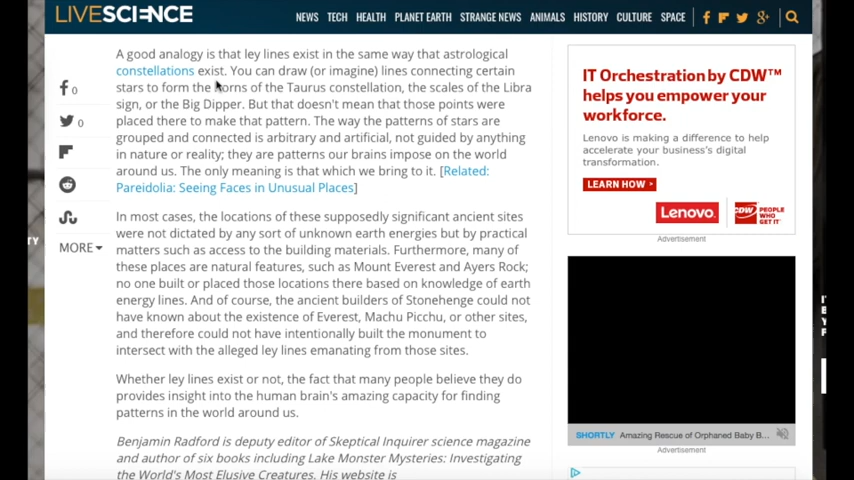 LIVESCIENCE
NEWS TECH HEALTH PLANET EARTH STRANGE NEWS ANIMALS HISTORY CULTURE SPACE
A good analogy is that ley lines exist in the same way that astrological
constellations exist. You can draw (or imagine) lines connecting certain
stars to form the horns of the Taurus constellation, the scales of the Libra
sign, or the Big Dipper. But that doesn't mean that those points were
placed there to make that pattern. The way the patterns of stars are
grouped and connected is arbitrary and artificial, not guided by anything
in nature or reality; they are patterns our brains impose on the world
around us. The only meaning is that which we bring to it. [Related:
Pareidolia: Seeing Faces in Unusual Places]
In most cases, the locations of these supposedly significant ancient sites
were not dictated by any sort of unknown earth energies but by practical
matters such as access to the building materials. Furthermore, many of
these places are natural features, such as Mount Everest and Ayers Rock;
no one built or placed those locations there based on knowledge of earth
energy lines. And of course, the ancient builders of Stonehenge could not
have known about the existence of Everest, Machu Picchu, or other sites,
and therefore could not have intentionally built the monument to
intersect with the alleged ley lines emanating from those sites.
Whether ley lines exist or not, the fact that many people believe they do
provides insight into the human brain's amazing capacity for finding
patterns in the world around us.
Benjamin Radford is deputy editor of Skeptical Inquirer science magazine
and author of six books including Lake Monster Mysteries: Investigating
the World's Most Elusive Creatures. His website is
0
0
MORE
IT Orchestration by CDW™
helps you empower your
workforce.
Lenovo is making a difference to help
accelerate your business's digital
transformation.
LEARN HOW
Lenovo. CDW PEOPLE WHO GET IT
Advertisement
SHORTLY Amazing Rescue of Orphaned Baby B...
Advertisement